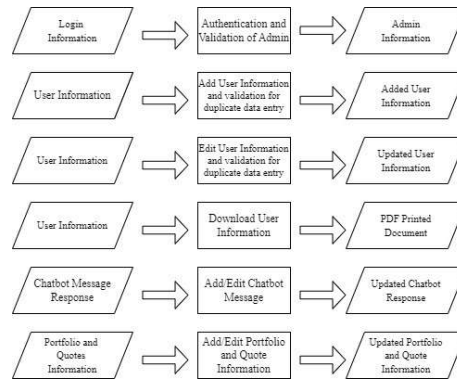 Login
Information
Authentication and
Validation of Admin
Admin
Information
User Information
Add User Information
and validation for
duplicate data entry
Added User
Information
User Information
Edit User Information
and validation for
duplicate data entry
Updated User
Information
User Information
Download User
Information
PDF Printed
Document
Chatbot Message
Response
Add/Edit Chatbot
Message
Updated Chatbot
Response
Portfolio and
Quotes
Information
Add/Edit Portfolio
and Quote
Information
Updated Portfolio
and Quote
Information